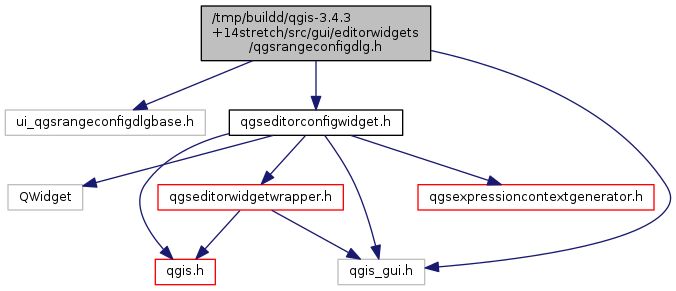 /tmp/buildd/qgis-3.4.3
+14stretch/src/gui/editorwidgets
/qgsrangeconfigdlg.h
ui_qgsrangeconfigdlgbase.h
qgseditorconfigwidget.h
QWidget
qgseditorwidgetwrapper.h
qgsexpressioncontextgenerator.h
qgis.h
qgis_gui.h